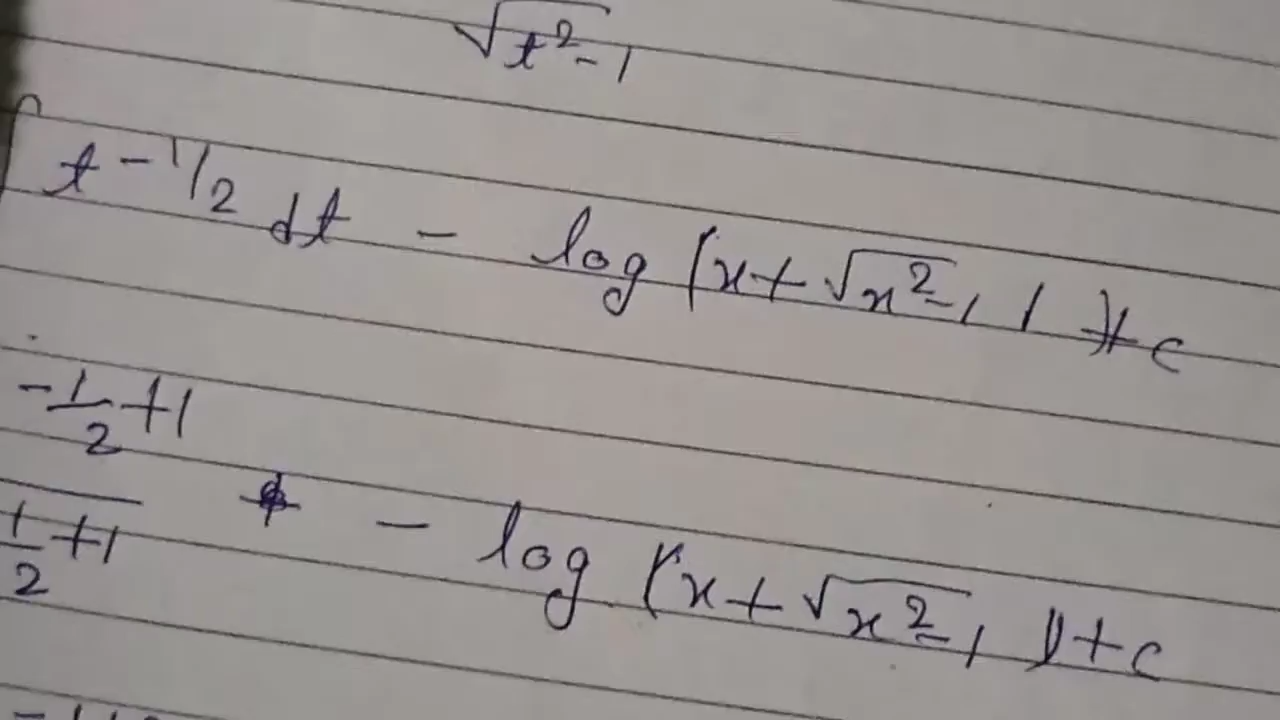 √t²-1
∫ t^-1/2 dt - log (x+√x²-1 ) + c
-1/2+1
1/2+1 - log (x+√x²-1 ) + c